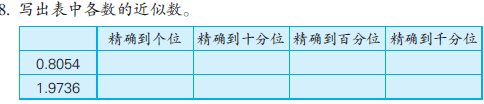 8. 写出表中各数的近似数。
精确到个位 精确到十分位 精确到百分位 精确到千分位
0.8054
1.9736